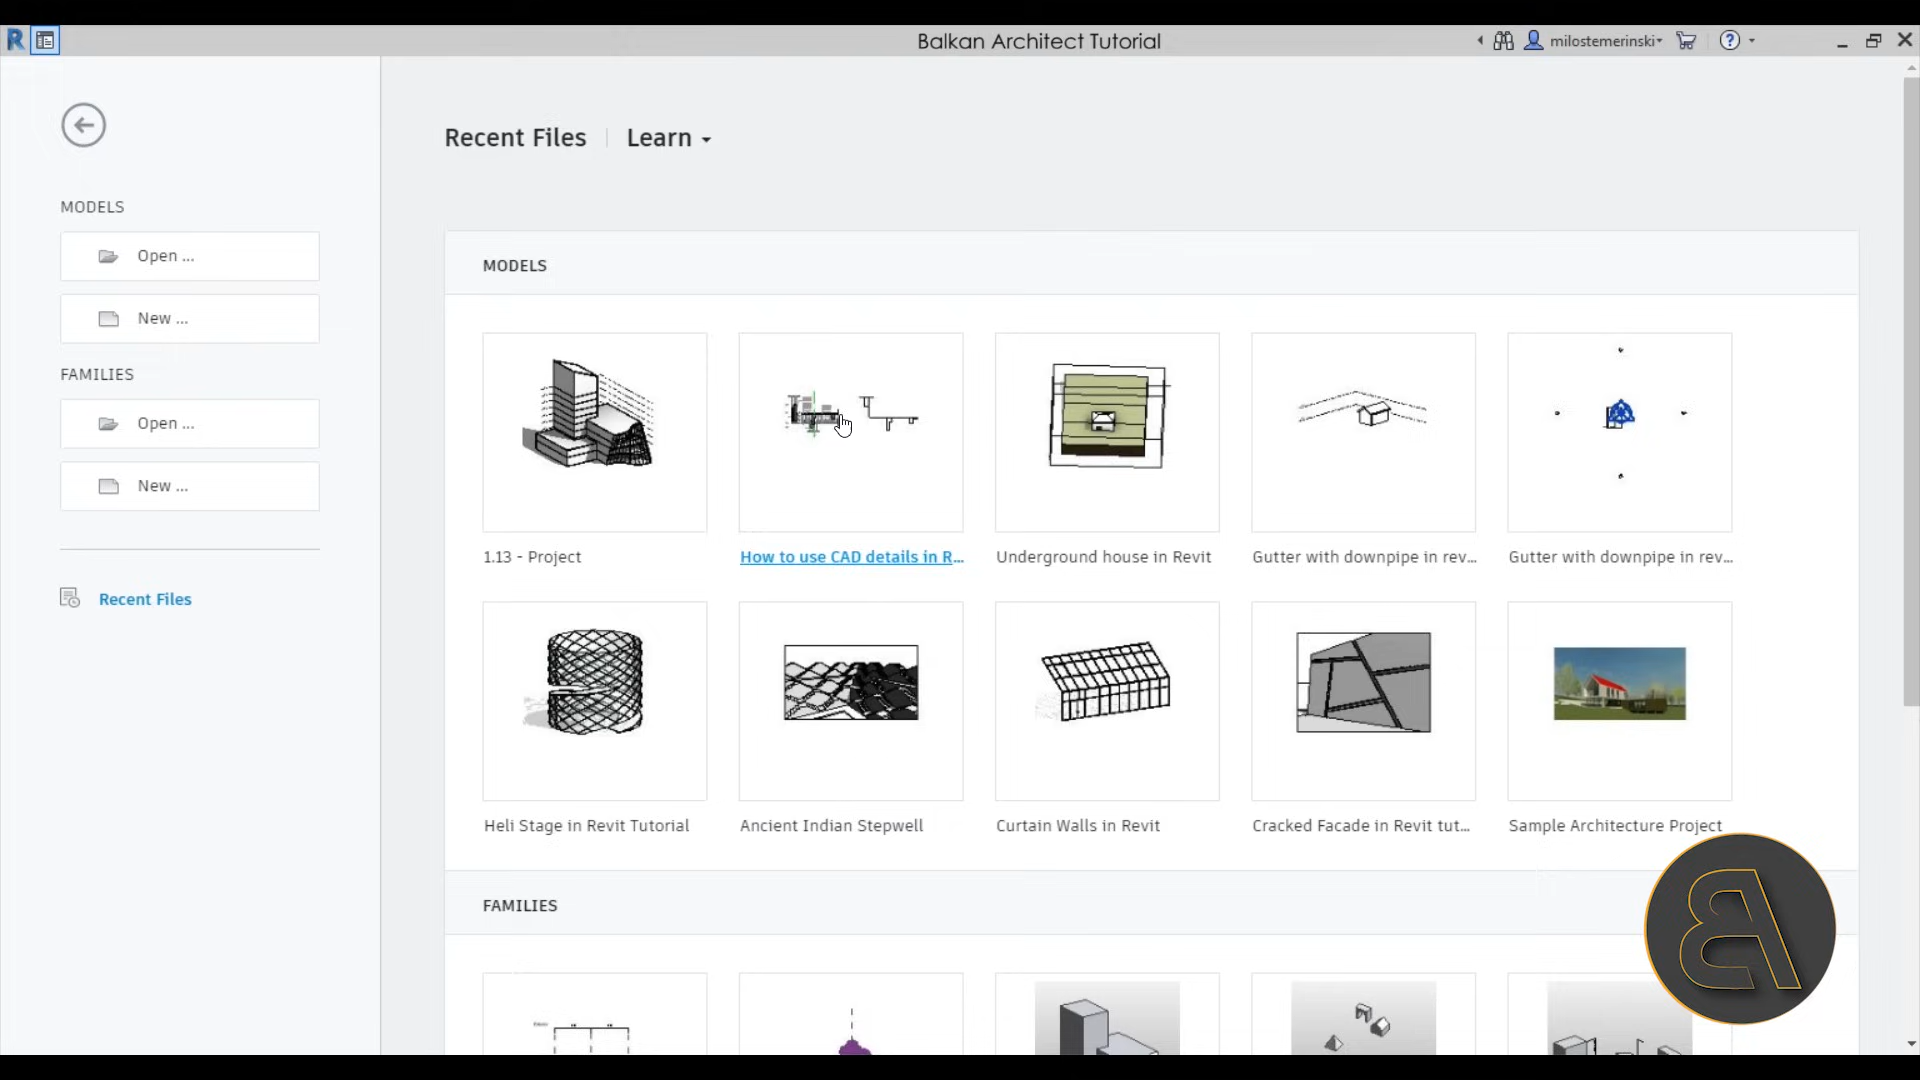 Balkan Architect Tutorial
milostemerinski
Recent Files
Learn
MODELS
Open ...
New ...
FAMILIES
Open ...
New ...
Recent Files
MODELS
1.13 - Project
How to use CAD details in R...
Underground house in Revit
Gutter with downpipe in rev...
Gutter with downpipe in rev...
Heli Stage in Revit Tutorial
Ancient Indian Stepwell
Curtain Walls in Revit
Cracked Facade in Revit tut...
Sample Architecture Project
FAMILIES